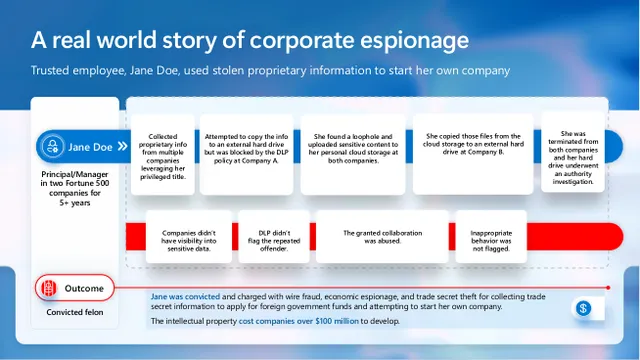 A real world story of corporate espionage
Trusted employee, Jane Doe, used stolen proprietary information to start her own company
Jane Doe
Principal/Manager
in two Fortune 500
companies for
5+ years
Collected
proprietary info
from multiple
companies
leveraging her
privileged title.
Attempted to copy the info
to an external hard drive
but was blocked by the DLP
policy at Company A.
She found a loophole and
uploaded sensitive content to
her personal cloud storage at
both companies.
She copied those files from the
cloud storage to an external hard
drive at Company B.
She was
terminated from
both companies
and her hard
drive underwent
an authority
investigation.
Companies didn't
have visibility into
sensitive data.
DLP didn't
flag the repeated
offender.
The granted collaboration
was abused.
Inappropriate
behavior was
not flagged.
Outcome
Convicted felon
Jane was convicted and charged with wire fraud, economic espionage, and trade secret theft for collecting trade
secret information to apply for foreign government funds and attempting to start her own company.
The intellectual property cost companies over $100 million to develop.
$